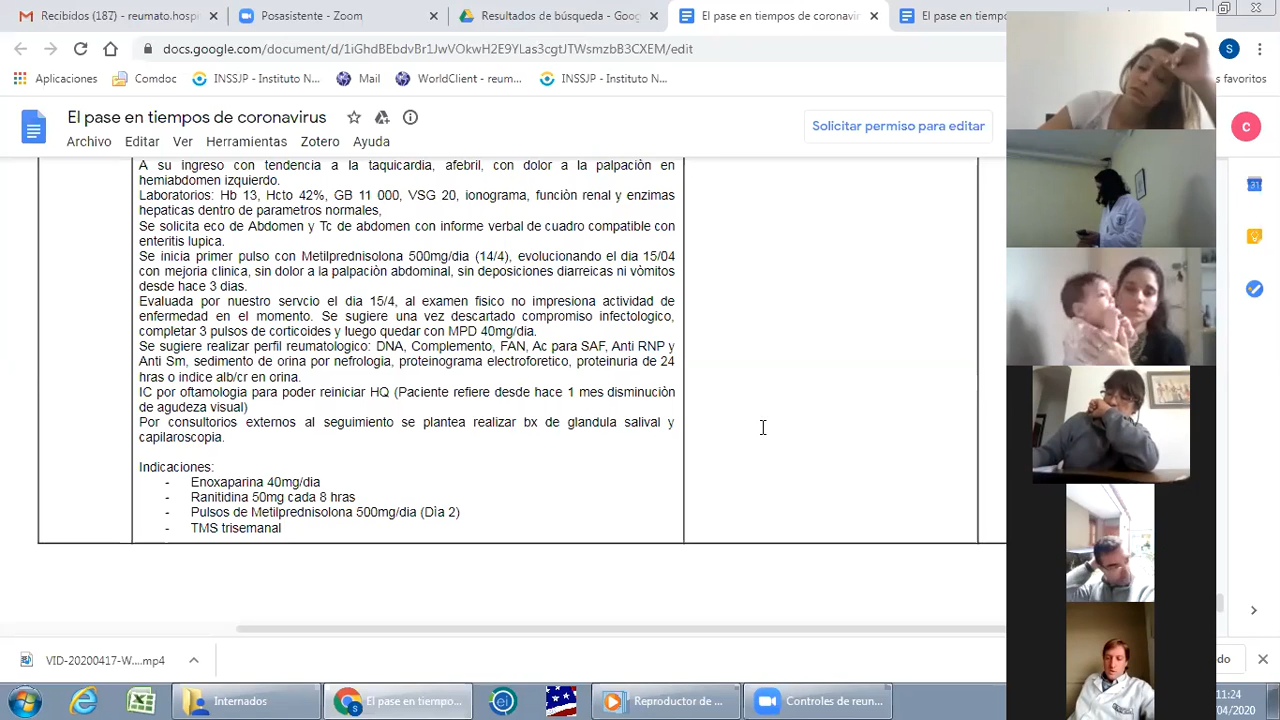 Recibidos (187) - reumato.hosp
Posasistente - Zoom
Resultados de búsqueda - Goog
El pase en tiempos de coronavir
El pase en tiempos
docs.google.com/document/d/1iGhdBEbdvBr1JwVOkwH2E9YLas3cgtJTWsmzbB3CXEM/edit
S
Aplicaciones
Comdoc
INSSJP - Instituto N...
Mail
WorldClient - reum...
INSSJP - Instituto N...
s favoritos
El pase en tiempos de coronavirus
Solicitar permiso para editar
C
Archivo Editar Ver Herramientas Zotero Ayuda
A su ingreso con tendencia a la taquicardia, afebril, con dolor a la palpaciòn en
hemiabdomen izquierdo.
Laboratorios: Hb 13, Hcto 42%, GB 11 000, VSG 20, ionograma, funciòn renal y enzimas
hepaticas dentro de parametros normales,
Se solicita eco de Abdomen y Tc de abdomen con informe verbal de cuadro compatible con
enteritis lupica.
Se inicia primer pulso con Metilprednisolona 500mg/dia (14/4), evolucionando el dia 15/04
con mejoria clinica, sin dolor a la palpaciòn abdominal, sin deposiciones diarreicas ni vòmitos
desde hace 3 dias.
Evaluada por nuestro servcio el dia 15/4, al examen fisico no impresiona actividad de
enfermedad en el momento. Se sugiere una vez descartado compromiso infectologico,
completar 3 pulsos de corticoides y luego quedar con MPD 40mg/dia.
Se sugiere realizar perfil reumatologico: DNA, Complemento, FAN, Ac para SAF, Anti RNP y
Anti Sm, sedimento de orina por nefrologia, proteinograma electroforetico, proteinuria de 24
hras o indice alb/cr en orina.
IC por oftamologia para poder reiniciar HQ (Paciente refiere desde hace 1 mes disminuciòn
de agudeza visual)
Por consultorios externos al seguimiento se plantea realizar bx de glandula salival y
capilaroscopia.
Indicaciones:
- Enoxaparina 40mg/dia
- Ranitidina 50mg cada 8 hras
- Pulsos de Metilprednisolona 500mg/dia (Dia 2)
- TMS trisemanal
31
VID-20200417-W....mp4
do
Internados
El pase en tiempo...
Reproductor de ...
Controles de reun...
11:24
/04/2020